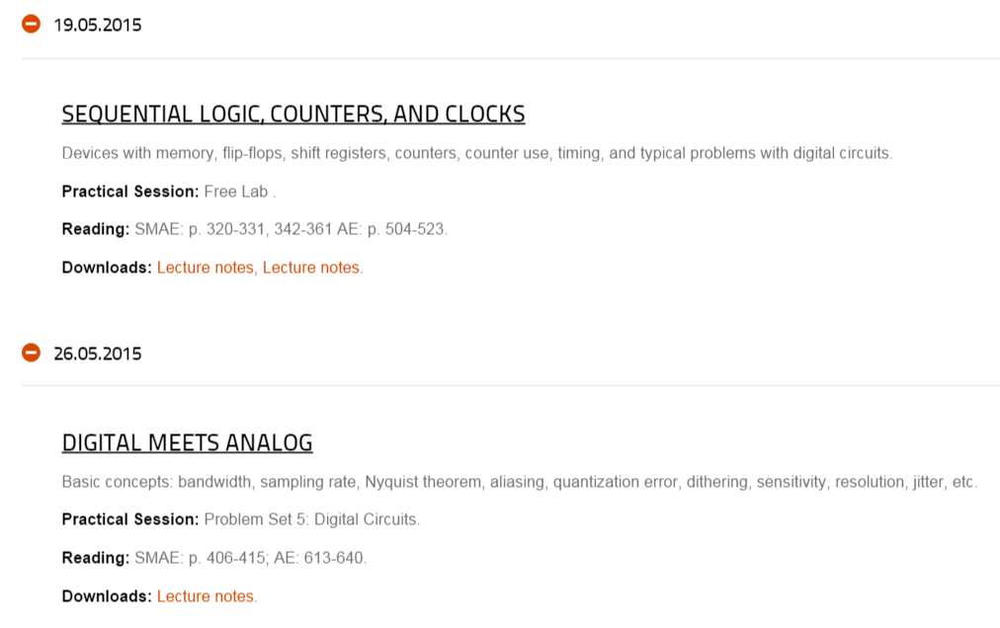 19.05.2015
SEQUENTIAL LOGIC, COUNTERS, AND CLOCKS
Devices with memory, flip-flops, shift registers, counters, counter use, timing, and typical problems with digital circuits.
Practical Session: Free Lab .
Reading: SMAE: p. 320-331, 342-361 AE: p. 504-523.
Downloads: Lecture notes, Lecture notes.
26.05.2015
DIGITAL MEETS ANALOG
Basic concepts: bandwidth, sampling rate, Nyquist theorem, aliasing, quantization error, dithering, sensitivity, resolution, jitter, etc.
Practical Session: Problem Set 5: Digital Circuits.
Reading: SMAE: p. 406-415; AE: 613-640.
Downloads: Lecture notes.